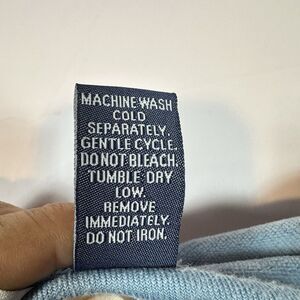 MACHINE WASH
COLD
SEPARATELY.
GENTLE CYCLE.
DO NOT BLEACH.
TUMBLE DRY
LOW.
REMOVE
IMMEDIATELY.
DO NOT IRON.